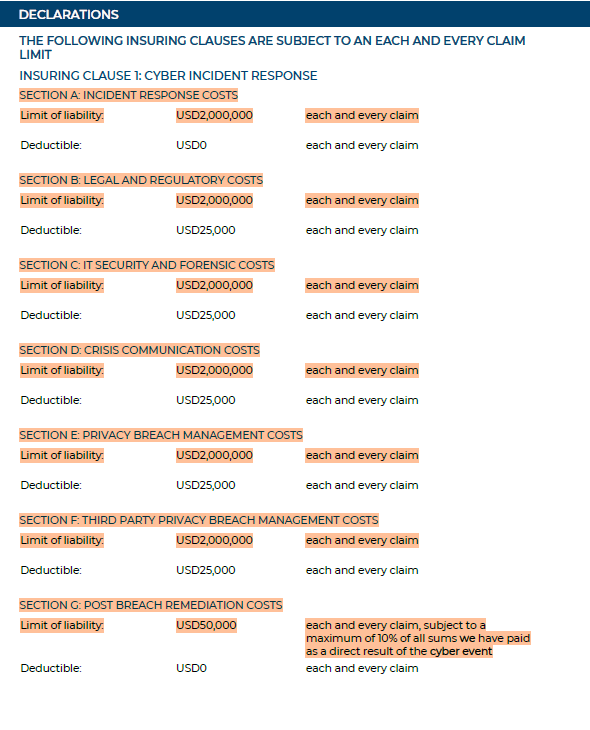 DECLARATIONS
THE FOLLOWING INSURING CLAUSES ARE SUBJECT TO AN EACH AND EVERY CLAIM
LIMIT
INSURING CLAUSE 1: CYBER INCIDENT RESPONSE
SECTION A: INCIDENT RESPONSE COSTS
Limit of liability: USD2,000,000 each and every claim
Deductible: USD0 each and every claim
SECTION B: LEGAL AND REGULATORY COSTS
Limit of liability: USD2,000,000 each and every claim
Deductible: USD25,000 each and every claim
SECTION C: IT SECURITY AND FORENSIC COSTS
Limit of liability: USD2,000,000 each and every claim
Deductible: USD25,000 each and every claim
SECTION D: CRISIS COMMUNICATION COSTS
Limit of liability: USD2,000,000 each and every claim
Deductible: USD25,000 each and every claim
SECTION E: PRIVACY BREACH MANAGEMENT COSTS
Limit of liability: USD2,000,000 each and every claim
Deductible: USD25,000 each and every claim
SECTION F: THIRD PARTY PRIVACY BREACH MANAGEMENT COSTS
Limit of liability: USD2,000,000 each and every claim
Deductible: USD25,000 each and every claim
SECTION G: POST BREACH REMEDIATION COSTS
Limit of liability: USD50,000 each and every claim, subject to a
maximum of 10% of all sums we have paid
as a direct result of the cyber event
Deductible: USD0 each and every claim